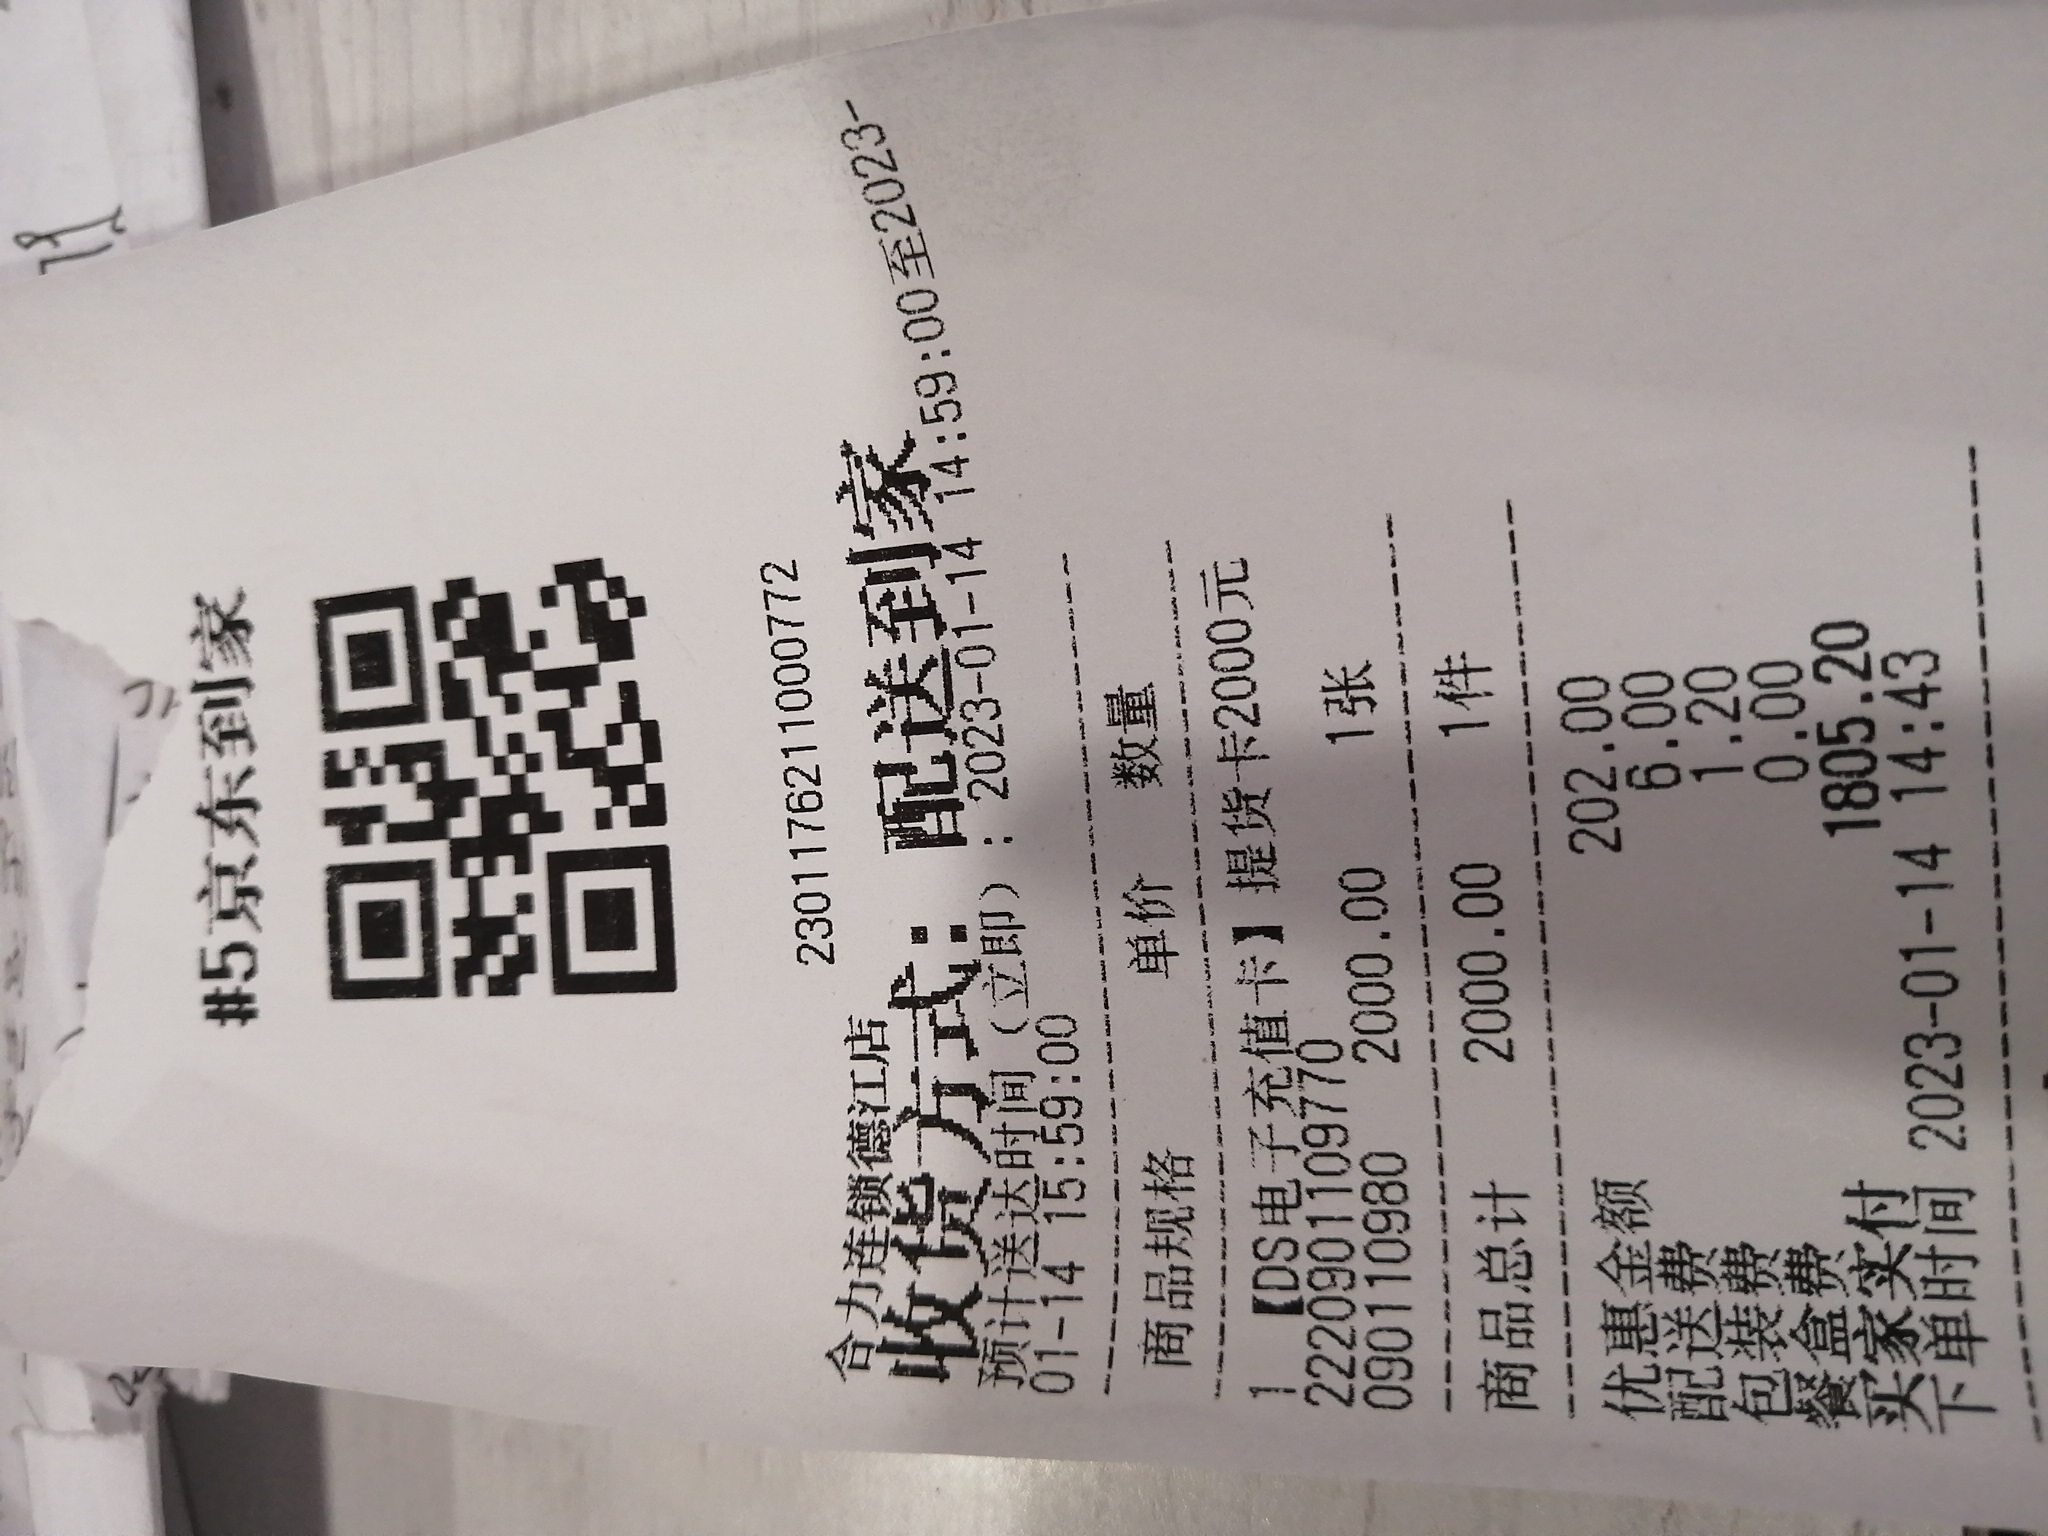 #5京东到家
2301176211000772
合力连锁德江店
收货方式：配送到家
预计送达时间（立即）：2023-01-14 14:59:00至2023-
01-14 15:59:00
商品规格 单价 数量
1 【DS电子充值卡】提货卡2000元
2220901109770
0901110980 2000.00 1张
商品总计 2000.00 1件
优惠金额 202.00
配送费 6.00
包装费 1.20
餐盒费 0.00
买家实付 1805.20
下单时间 2023-01-14 14:43